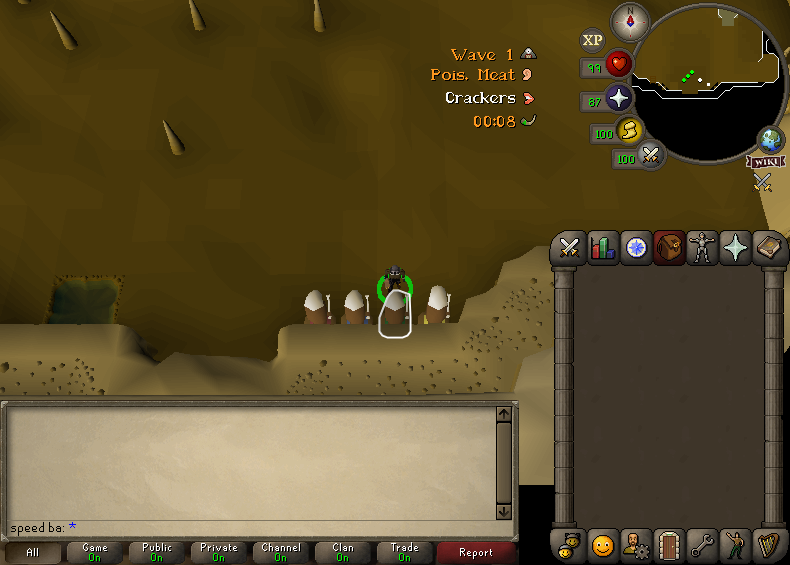 N
XP
Wave 1
Pois. Meat
Crackers
00:08
99
67
100
100
WIKI
speed ba: *
All
Game
On
Public
On
Private
On
Channel
On
Clan
On
Trade
On
Report